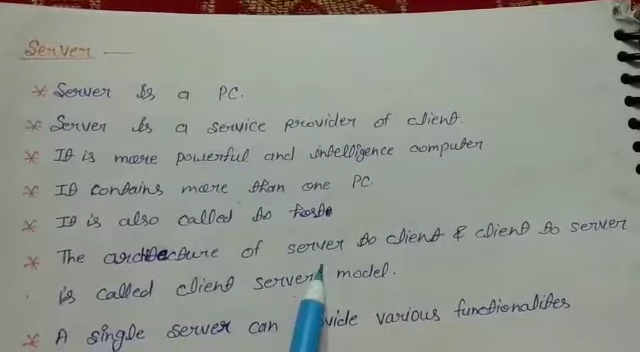 Server —
* Server is a PC.
* Server is a service provider of client.
* It is more powerful and intelligence computer
* It contains more than one PC.
* It is also called to host
* The architecture of server to client & client to server
is called client server model.
* A single server can vide various functionalities